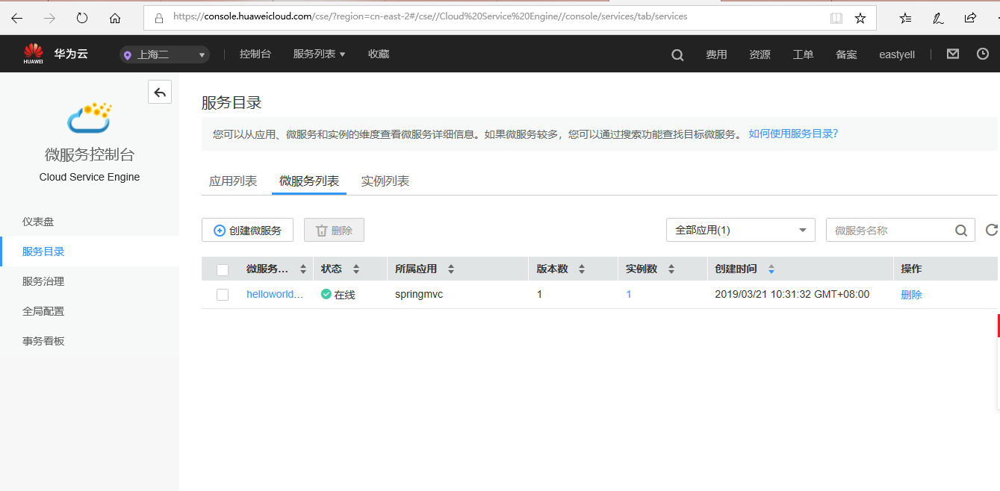 https://console.huaweicloud.com/cse/?region=cn-east-2#/cse//Cloud%20Service%20Engine//console/services/tab/services
HUAWEI 华为云 上海二 控制台 服务列表 收藏 费用 资源 工单 备案 eastyell
微服务控制台
Cloud Service Engine
仪表盘
服务目录
服务治理
全局配置
事务看板
服务目录
您可以从应用、微服务和实例的维度查看微服务详细信息。如果微服务较多，您可以通过搜索功能查找目标微服务。 如何使用服务目录?
应用列表 微服务列表 实例列表
创建微服务 删除 全部应用(1) 微服务名称
微服务... 状态 所属应用 版本数 实例数 创建时间 操作
helloworld... 在线 springmvc 1 1 2019/03/21 10:31:32 GMT+08:00 删除